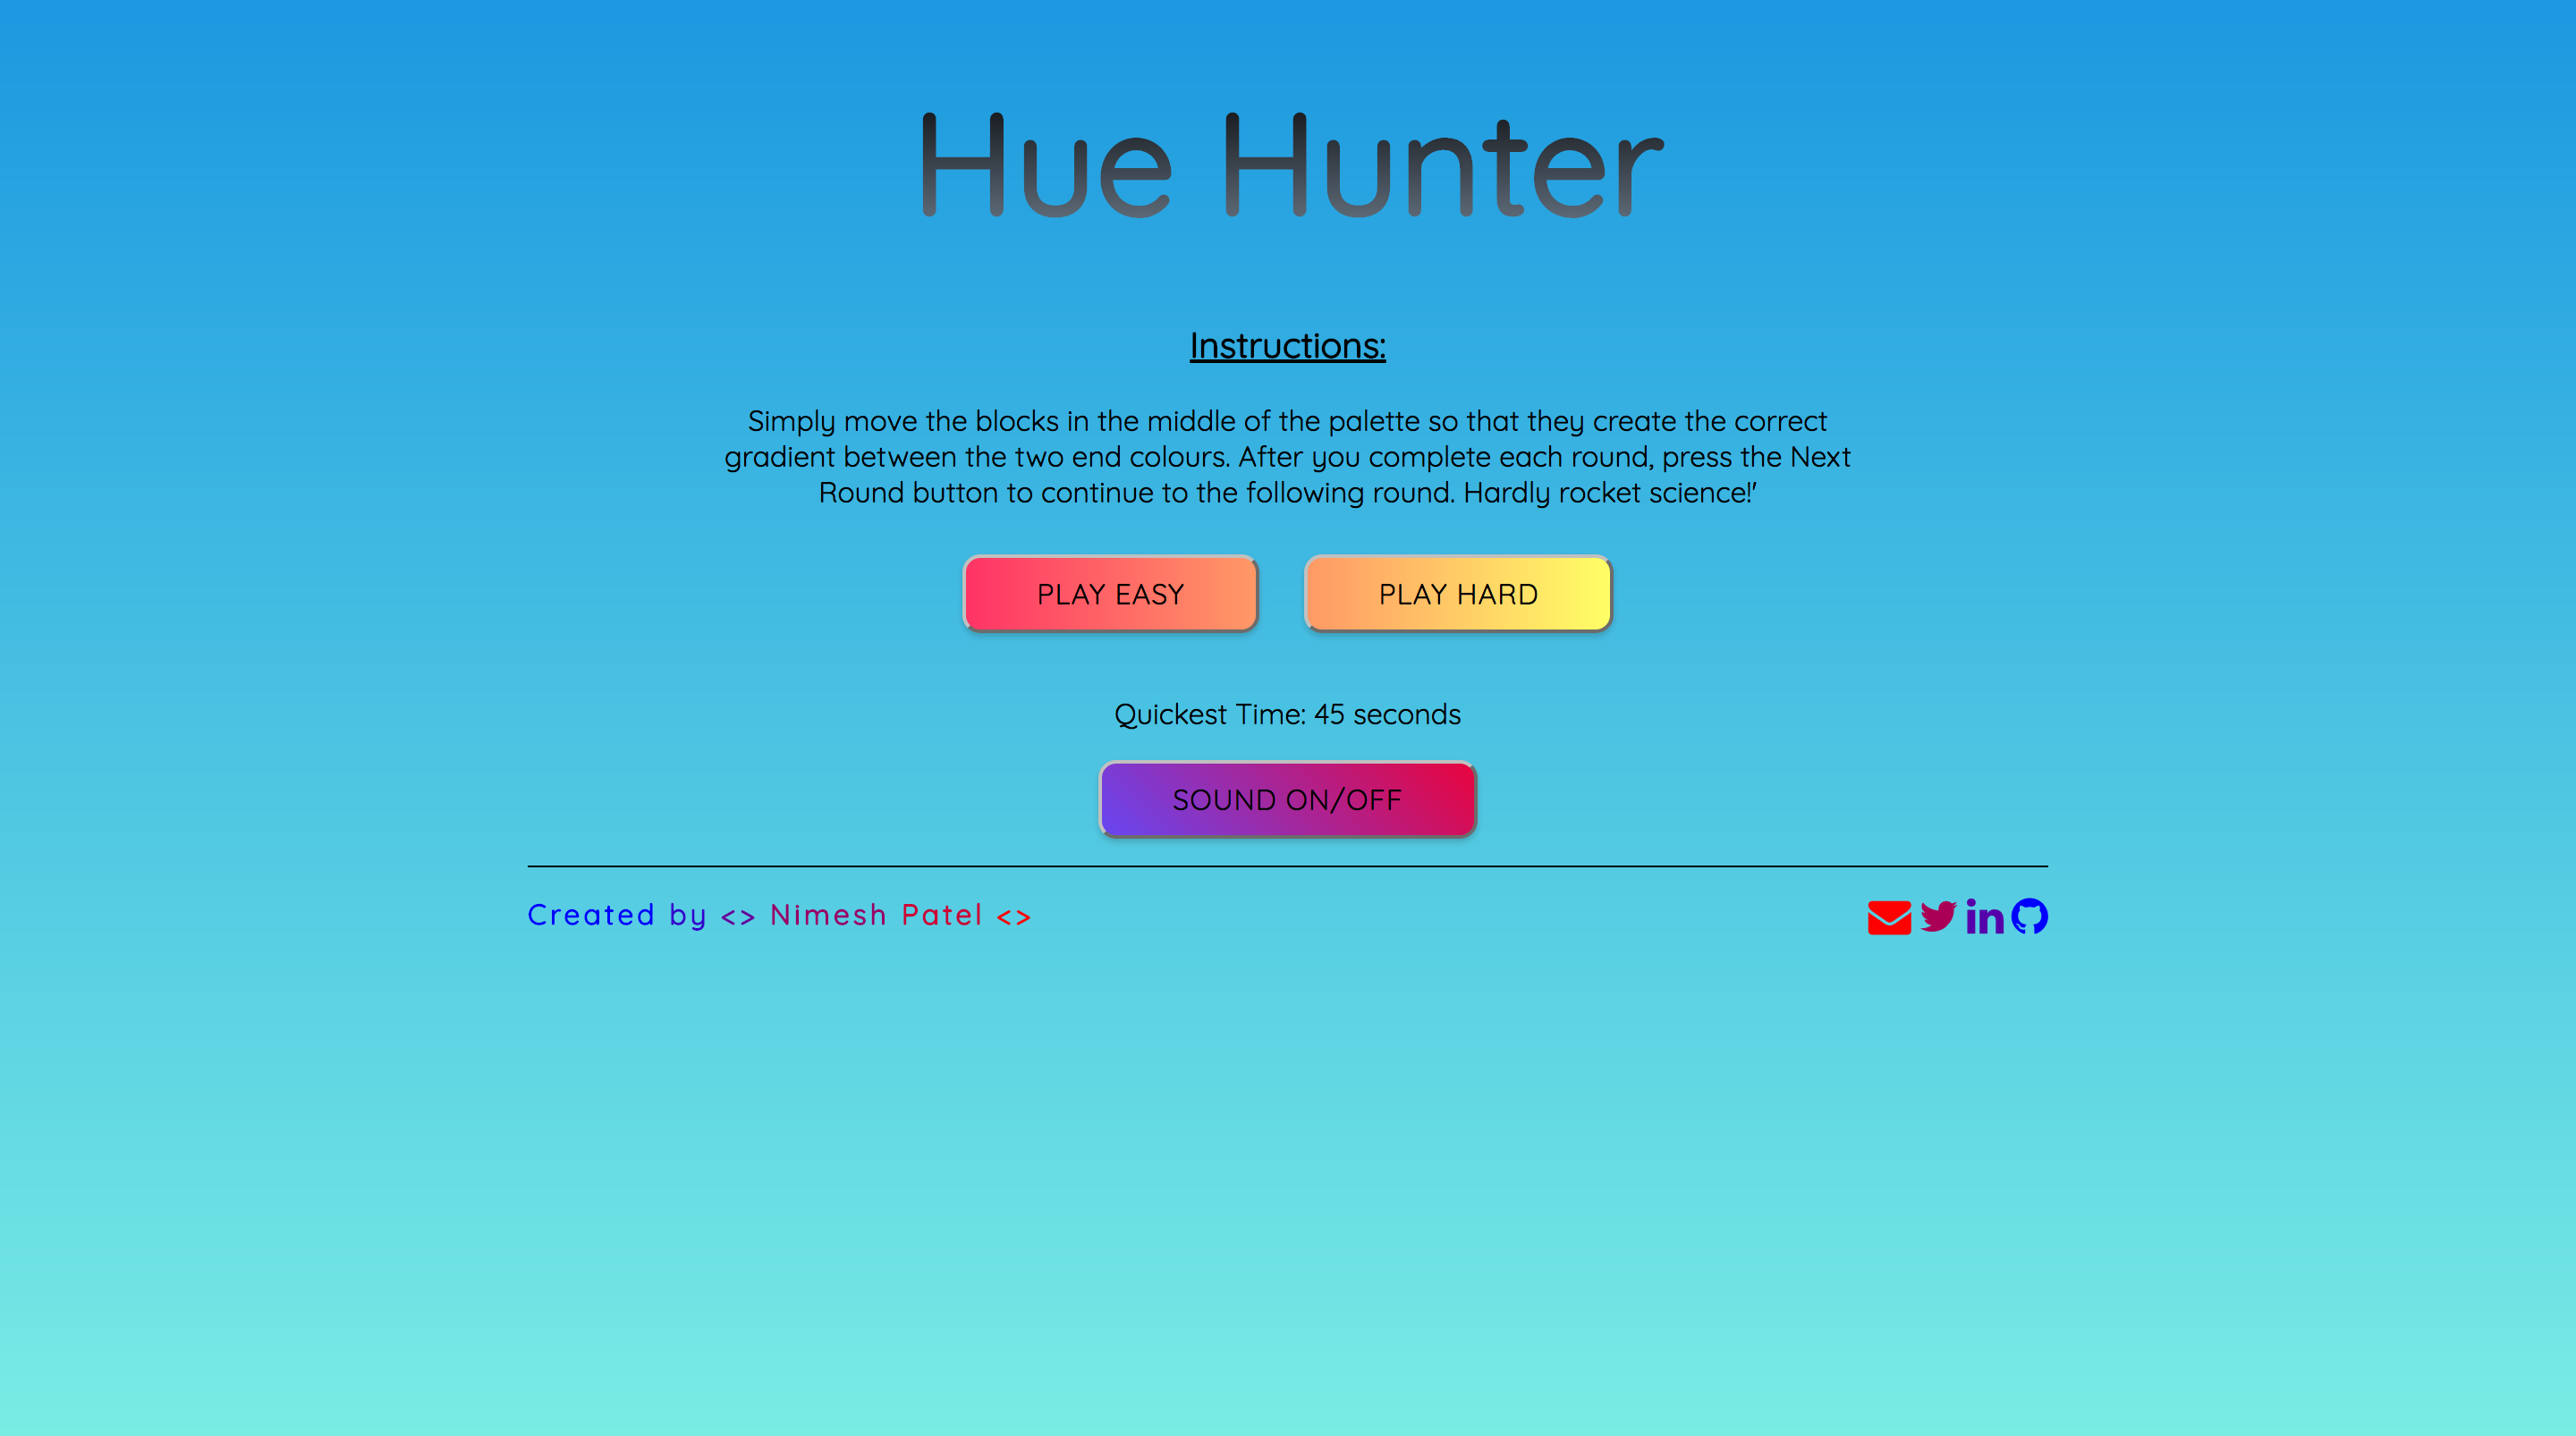 Hue Hunter
Instructions:
Simply move the blocks in the middle of the palette so that they create the correct
gradient between the two end colours. After you complete each round, press the Next
Round button to continue to the following round. Hardly rocket science!'
PLAY EASY
PLAY HARD
Quickest Time: 45 seconds
SOUND ON/OFF
Created by <> Nimesh Patel <>
in